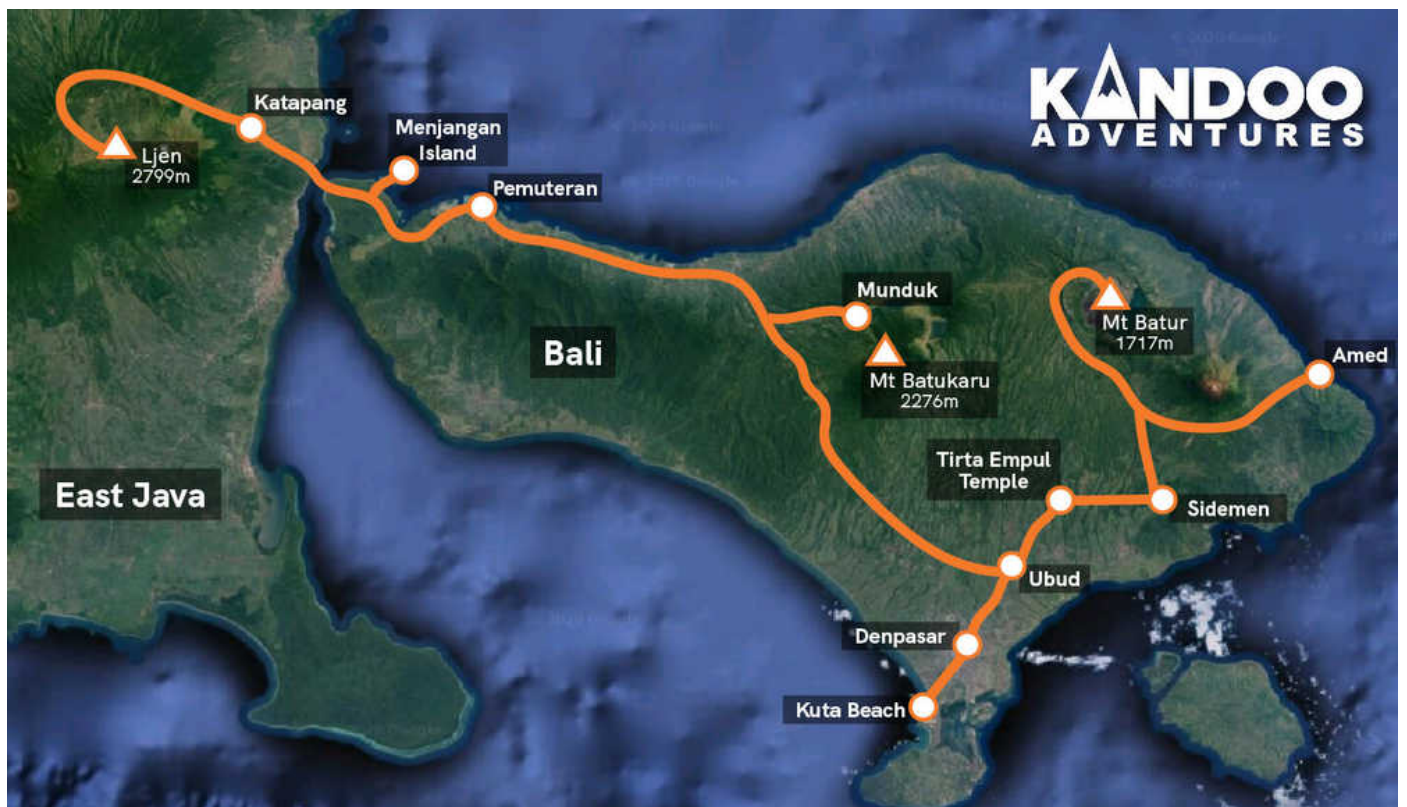 KANDOO
ADVENTURES
Katapang
Menjangan
Island
Ljen
2799m
Pemuteran
Munduk
Mt Batur
1717m
Bali
Amed
Mt Batukaru
2276m
Tirta Empul
Temple
East Java
Sidemen
Ubud
Denpasar
Kuta Beach